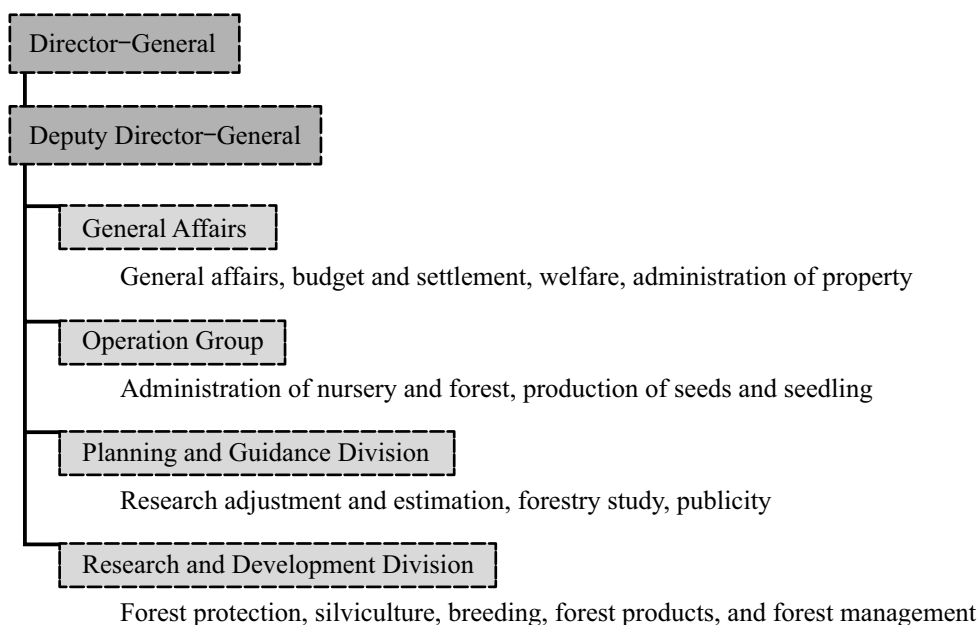 Director-General
Deputy Director-General
General Affairs
General affairs, budget and settlement, welfare, administration of property
Operation Group
Administration of nursery and forest, production of seeds and seedling
Planning and Guidance Division
Research adjustment and estimation, forestry study, publicity
Research and Development Division
Forest protection, silviculture, breeding, forest products, and forest management